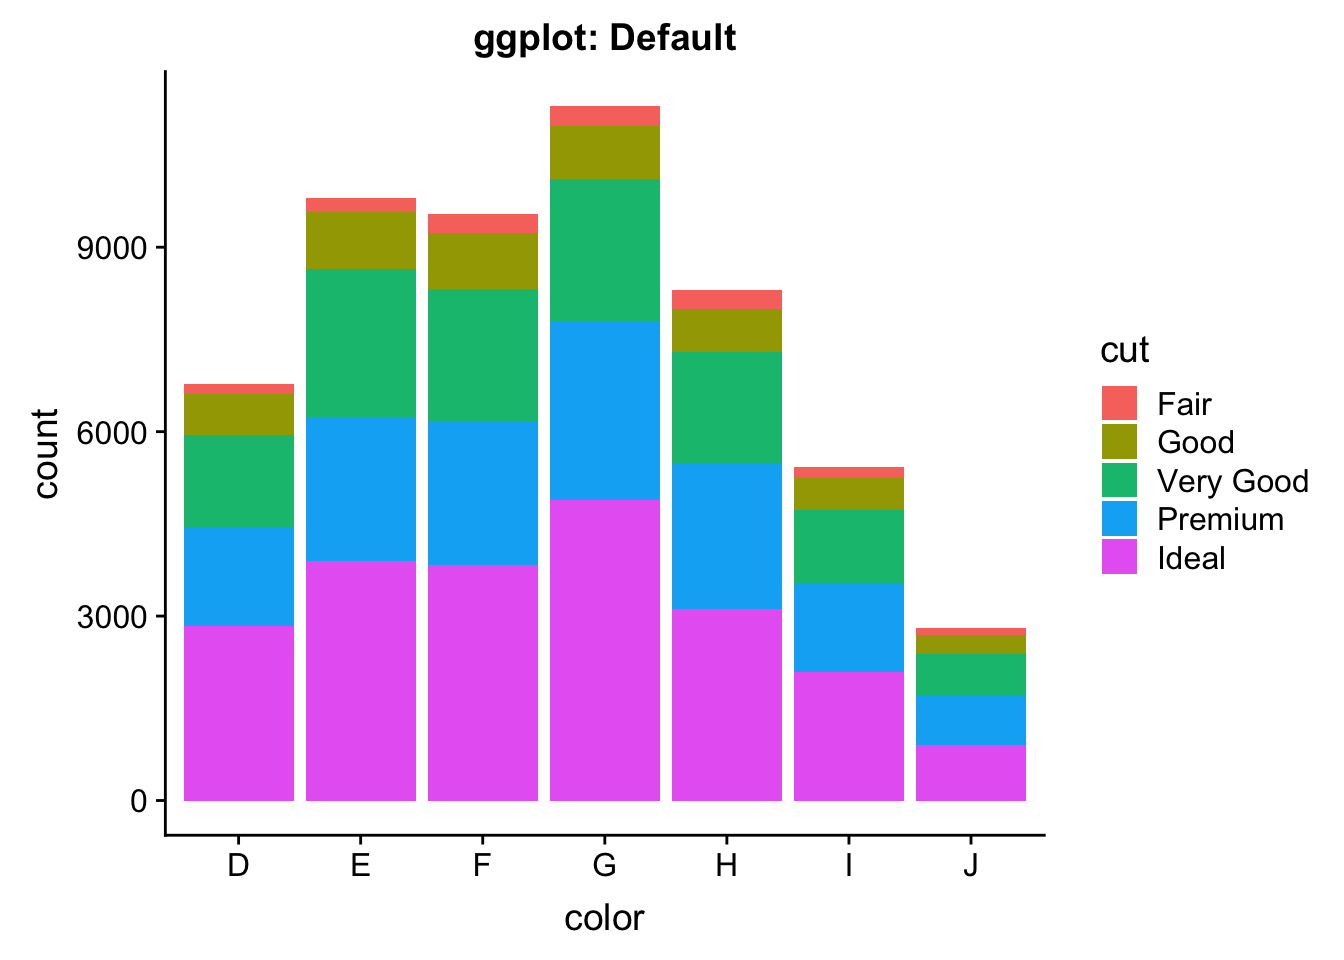 ggplot: Default
count
9000
6000
3000
0
D E F G H I J
color
cut
Fair
Good
Very Good
Premium
Ideal